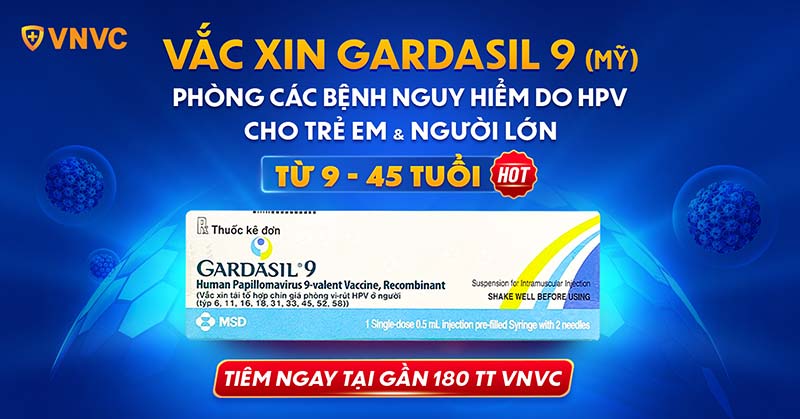 VNVC
VẮC XIN GARDASIL 9 (MỸ)
PHÒNG CÁC BỆNH NGUY HIỂM DO HPV
CHO TRẺ EM & NGƯỜI LỚN
TỪ 9 - 45 TUỔI HOT
Rx Thuốc kê đơn
GARDASIL®9
Human Papillomavirus 9-valent Vaccine, Recombinant
(Vắc xin tái tổ hợp chín giá phòng vi-rút HPV ở người
(týp 6, 11, 16, 18, 31, 33, 45, 52, 58))
Suspension for Intramuscular Injection
SHAKE WELL BEFORE USING
MSD
1 Single-dose 0.5 mL injection pre-filled Syringe with 2 needles
TIÊM NGAY TẠI GẦN 180 TT VNVC